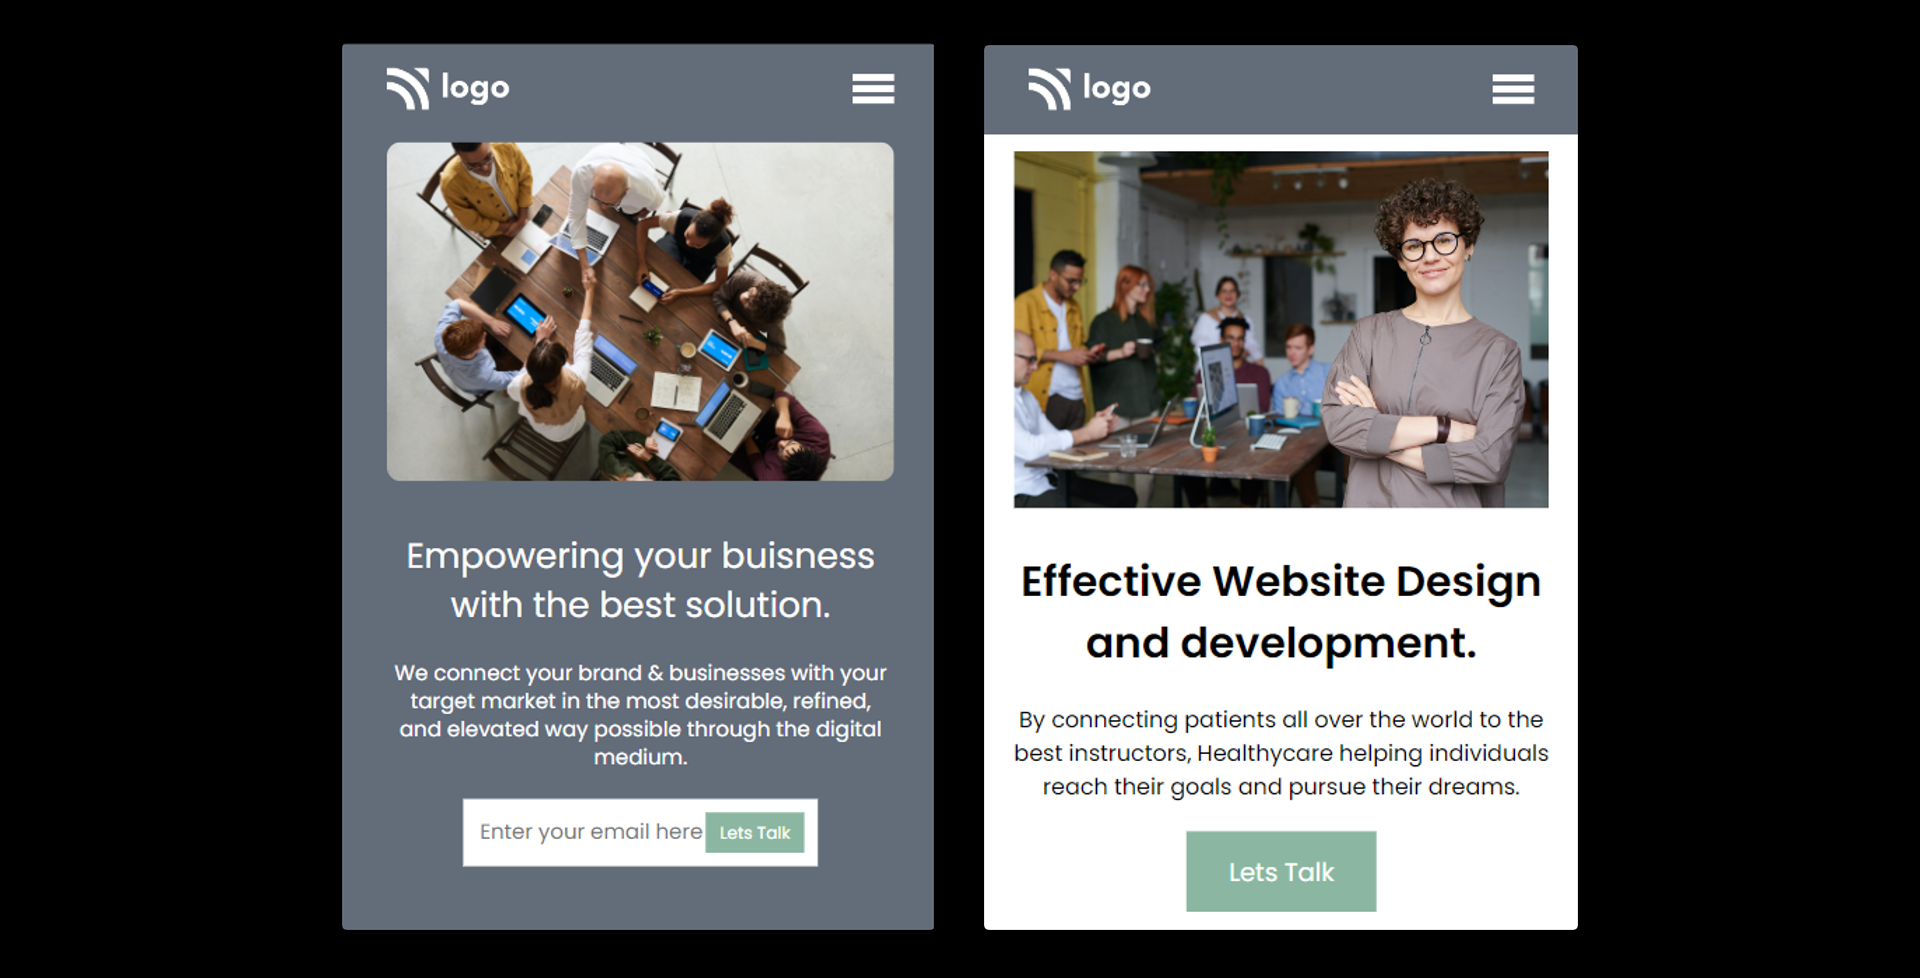 logo
Empowering your buisness
with the best solution.
We connect your brand & businesses with your
target market in the most desirable, refined,
and elevated way possible through the digital
medium.
Enter your email here
Lets Talk
logo
Effective Website Design
and development.
By connecting patients all over the world to the
best instructors, Healthycare helping individuals
reach their goals and pursue their dreams.
Lets Talk